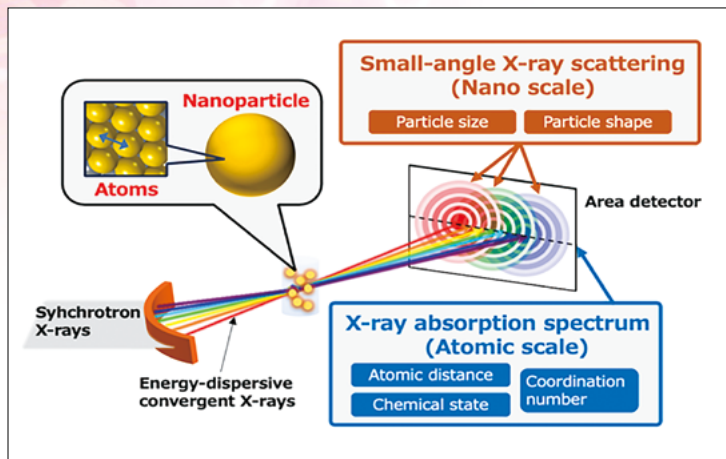 Small-angle X-ray scattering
(Nano scale)
Particle size
Particle shape
Nanoparticle
Atoms
Area detector
Syhchrotron
X-rays
Energy-dispersive
convergent X-rays
X-ray absorption spectrum
(Atomic scale)
Atomic distance
Chemical state
Coordination
number